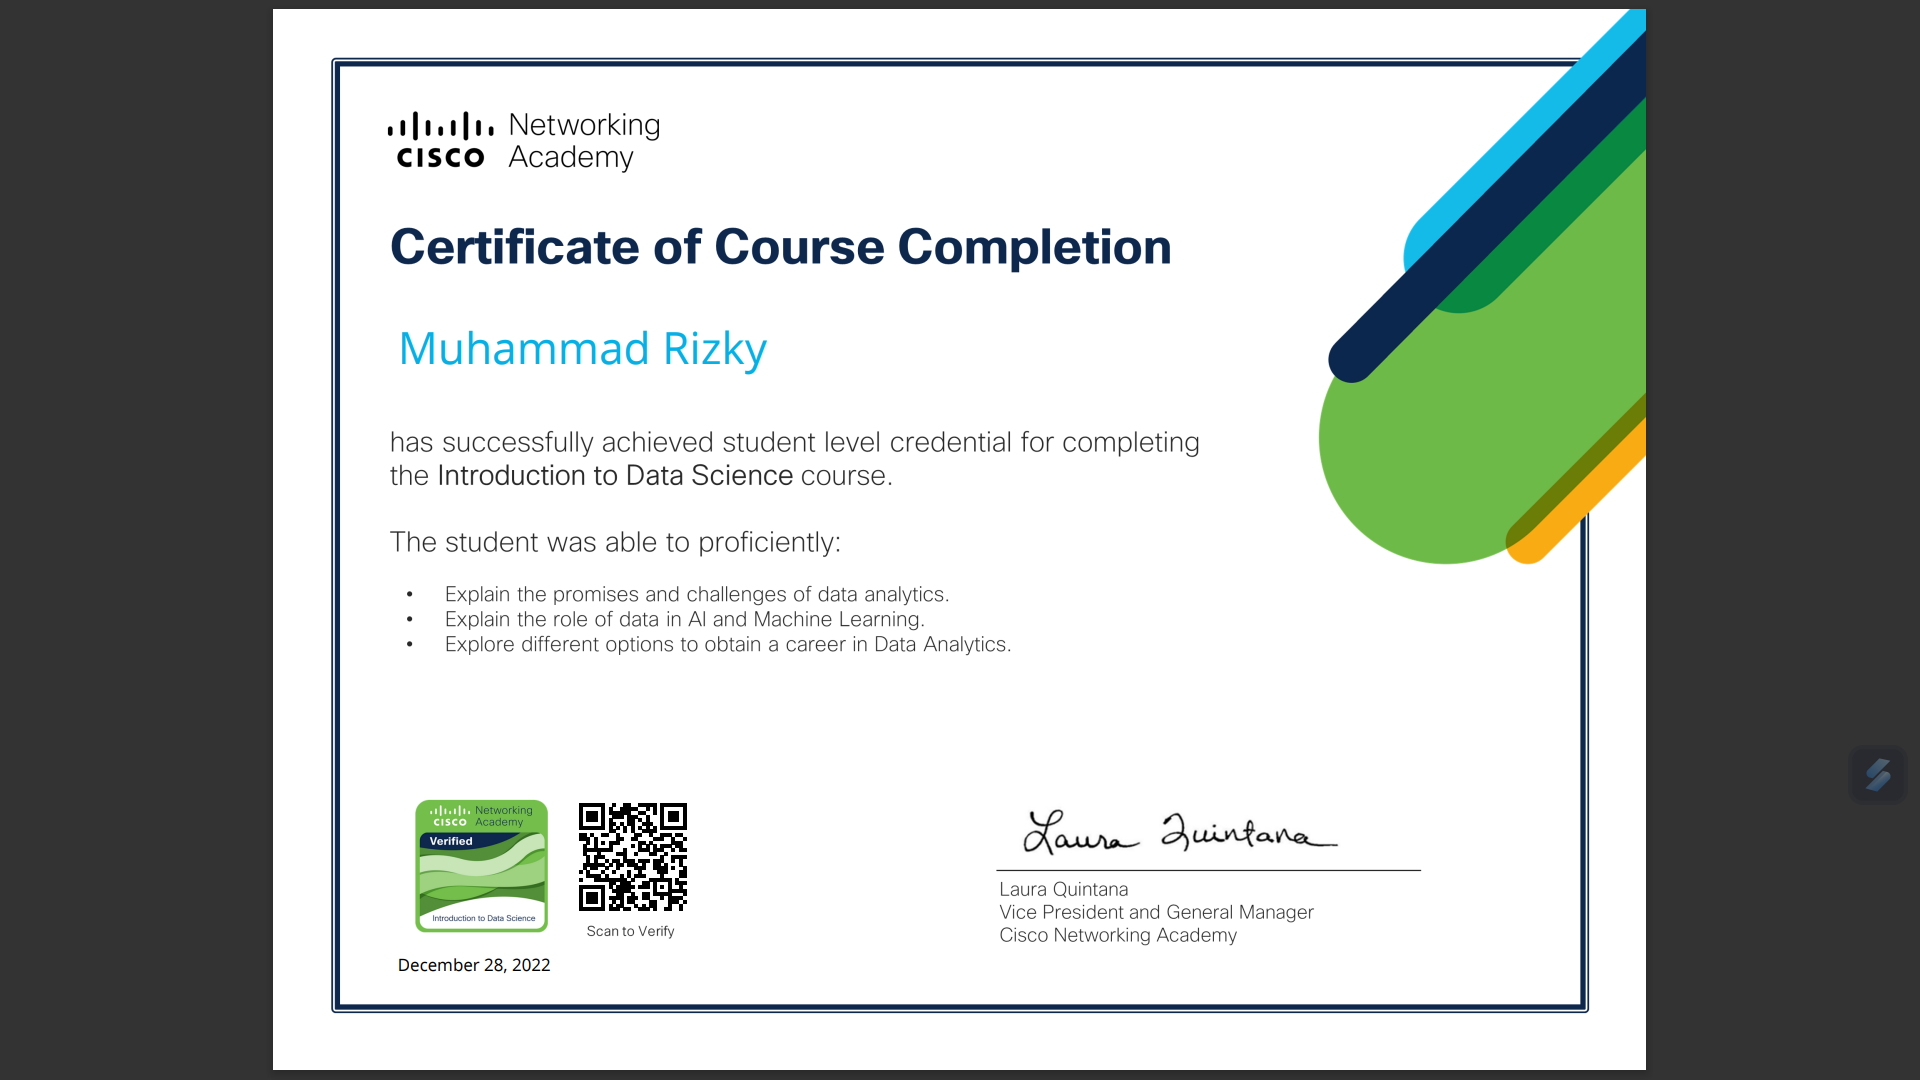 Networking
Academy
CISCO
Certificate of Course Completion
Muhammad Rizky
has successfully achieved student level credential for completing
the Introduction to Data Science course.
The student was able to proficiently:
• Explain the promises and challenges of data analytics.
• Explain the role of data in AI and Machine Learning.
• Explore different options to obtain a career in Data Analytics.
Networking
CISCO Academy
Verified
Introduction to Data Science
Scan to Verify
December 28, 2022
Laura Quintana
Laura Quintana
Vice President and General Manager
Cisco Networking Academy